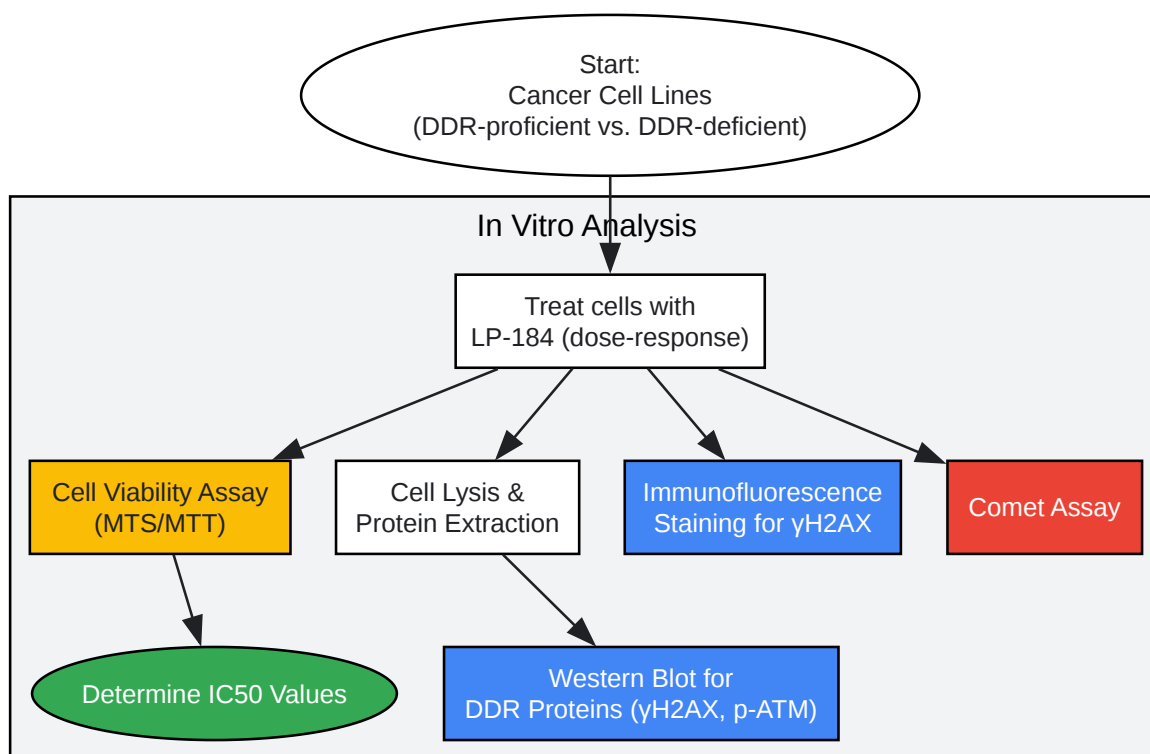 Start:
Cancer Cell Lines
(DDR-proficient vs. DDR-deficient)
In Vitro Analysis
Treat cells with
LP-184 (dose-response)
Cell Viability Assay
(MTS/MTT)
Cell Lysis &
Protein Extraction
Immunofluorescence
Staining for γH2AX
Comet Assay
Determine IC50 Values
Western Blot for
DDR Proteins (γH2AX, p-ATM)